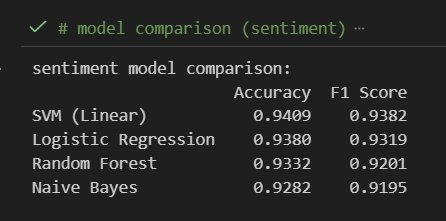 # model comparison (sentiment) ...
sentiment model comparison:
Accuracy F1 Score
SVM (Linear) 0.9409 0.9382
Logistic Regression 0.9380 0.9319
Random Forest 0.9332 0.9201
Naive Bayes 0.9282 0.9195